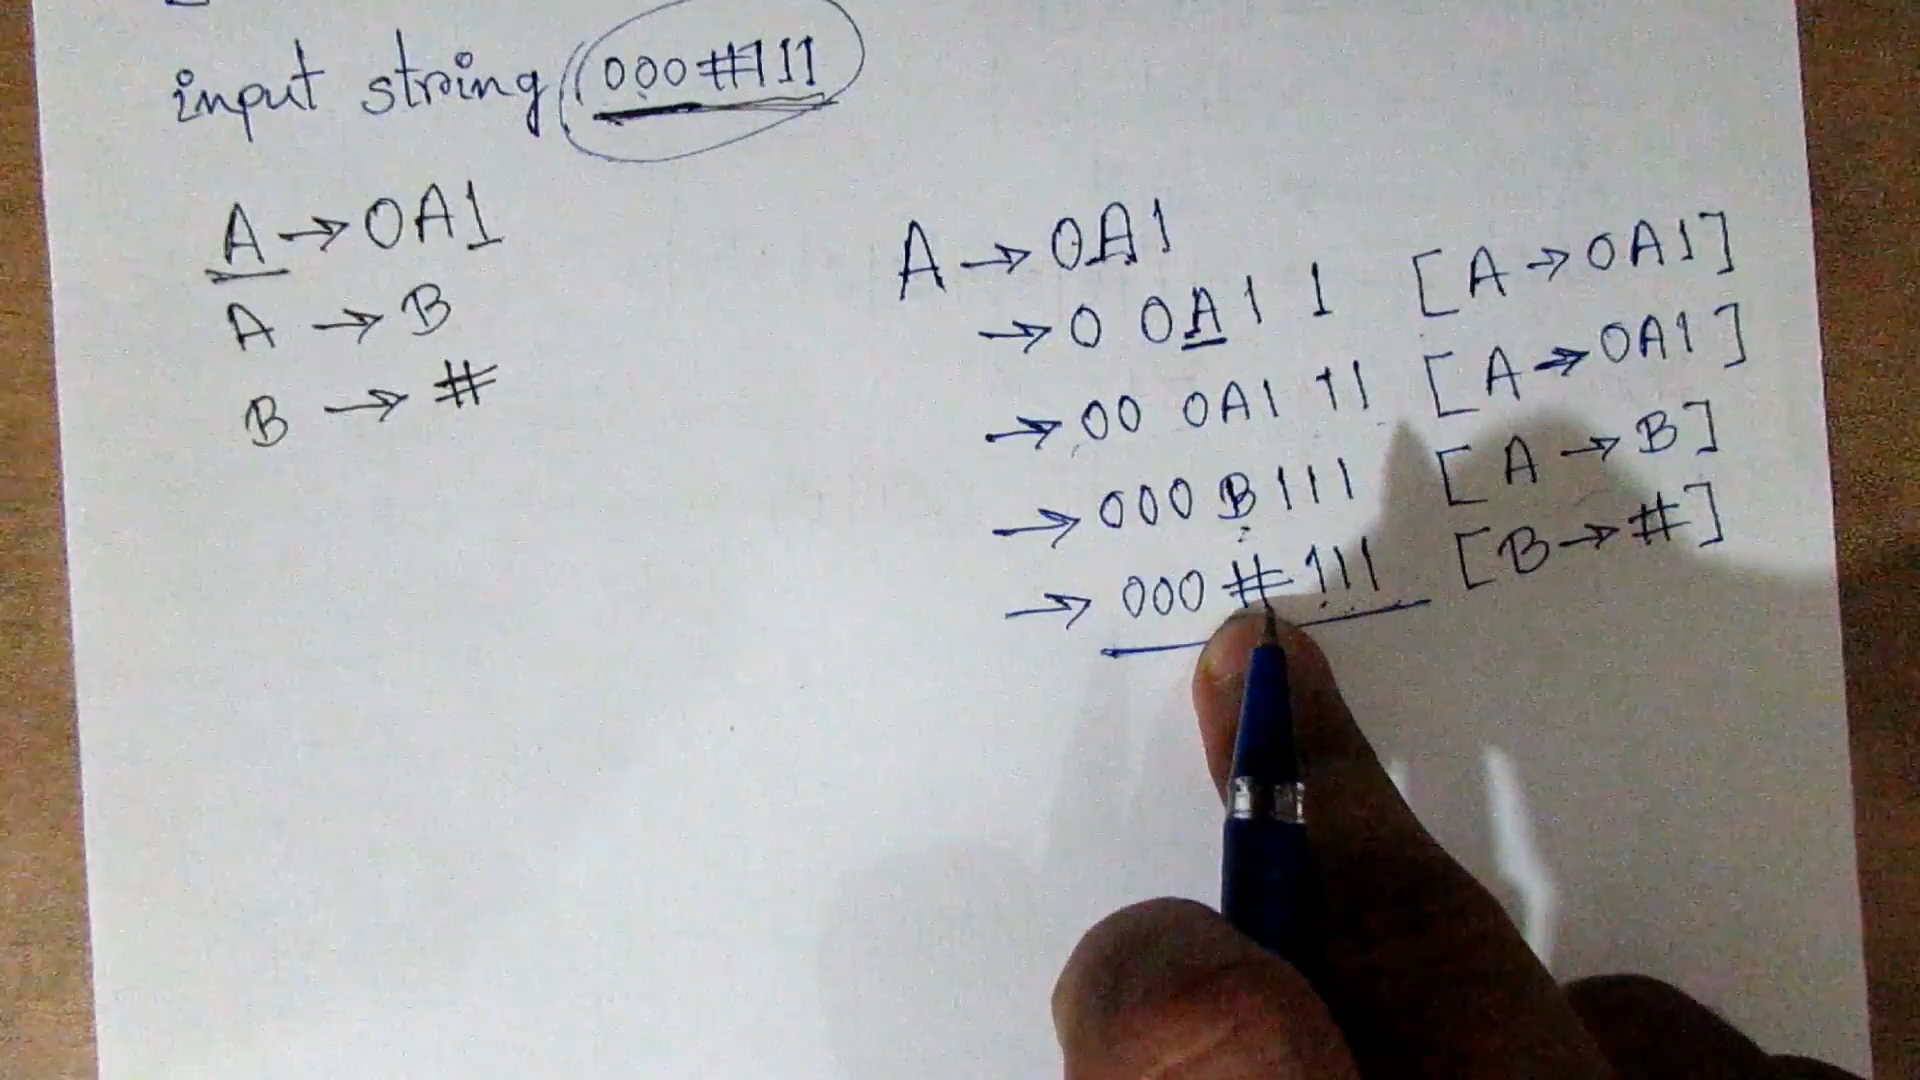 input string 000#111
A → 0A1
A → B
B → #
A → 0A1
→ 0 0A1 1 [A → 0A1]
→ 00 0A1 11 [A → 0A1]
→ 000 B 111 [A → B]
→ 000 # 111 [B → #]